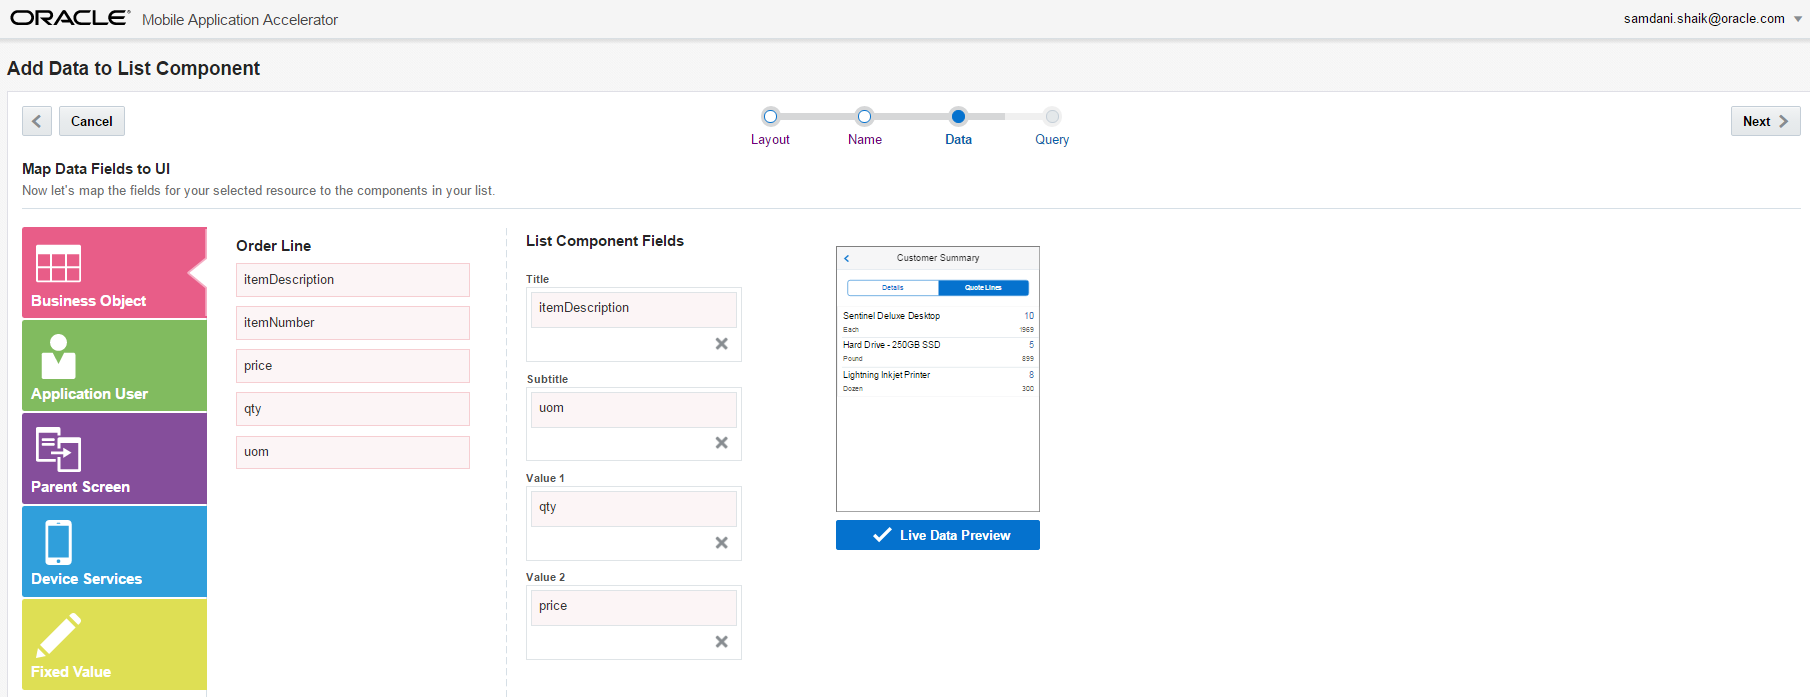 ORACLE® Mobile Application Accelerator
samdani.shaik@oracle.com
Add Data to List Component
Cancel
Layout
Name
Data
Query
Next
Map Data Fields to UI
Now let's map the fields for your selected resource to the components in your list.
Business Object
Application User
Parent Screen
Device Services
Fixed Value
Order Line
itemDescription
itemNumber
price
qty
uom
List Component Fields
Title
itemDescription
Subtitle
uom
Value 1
qty
Value 2
price
Customer Summary
Details
Quote Lines
Sentinel Deluxe Desktop 10
Each 1969
Hard Drive - 250GB SSD 5
Pound 899
Lightning Inkjet Printer 8
Dozen 300
Live Data Preview